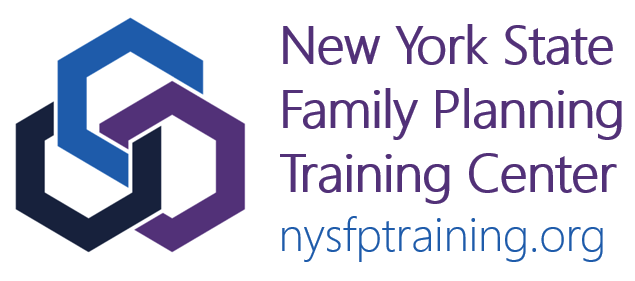 New York State
Family Planning
Training Center
nysfptraining.org